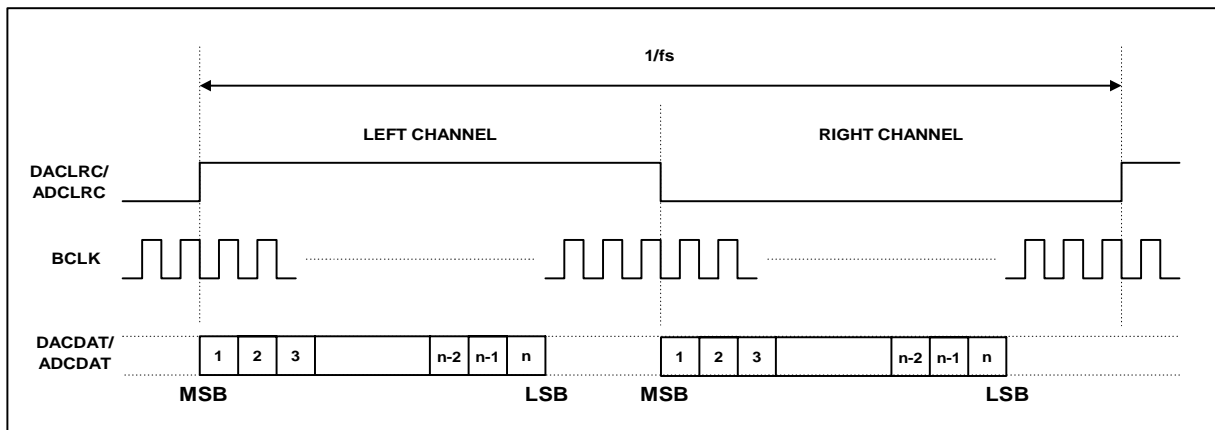 1/fs
LEFT CHANNEL
RIGHT CHANNEL
DACLRC/
ADCLRC
BCLK
DACDAT/
ADCDAT
1 2 3 n-2 n-1 n 1 2 3 n-2 n-1 n
MSB LSB MSB LSB